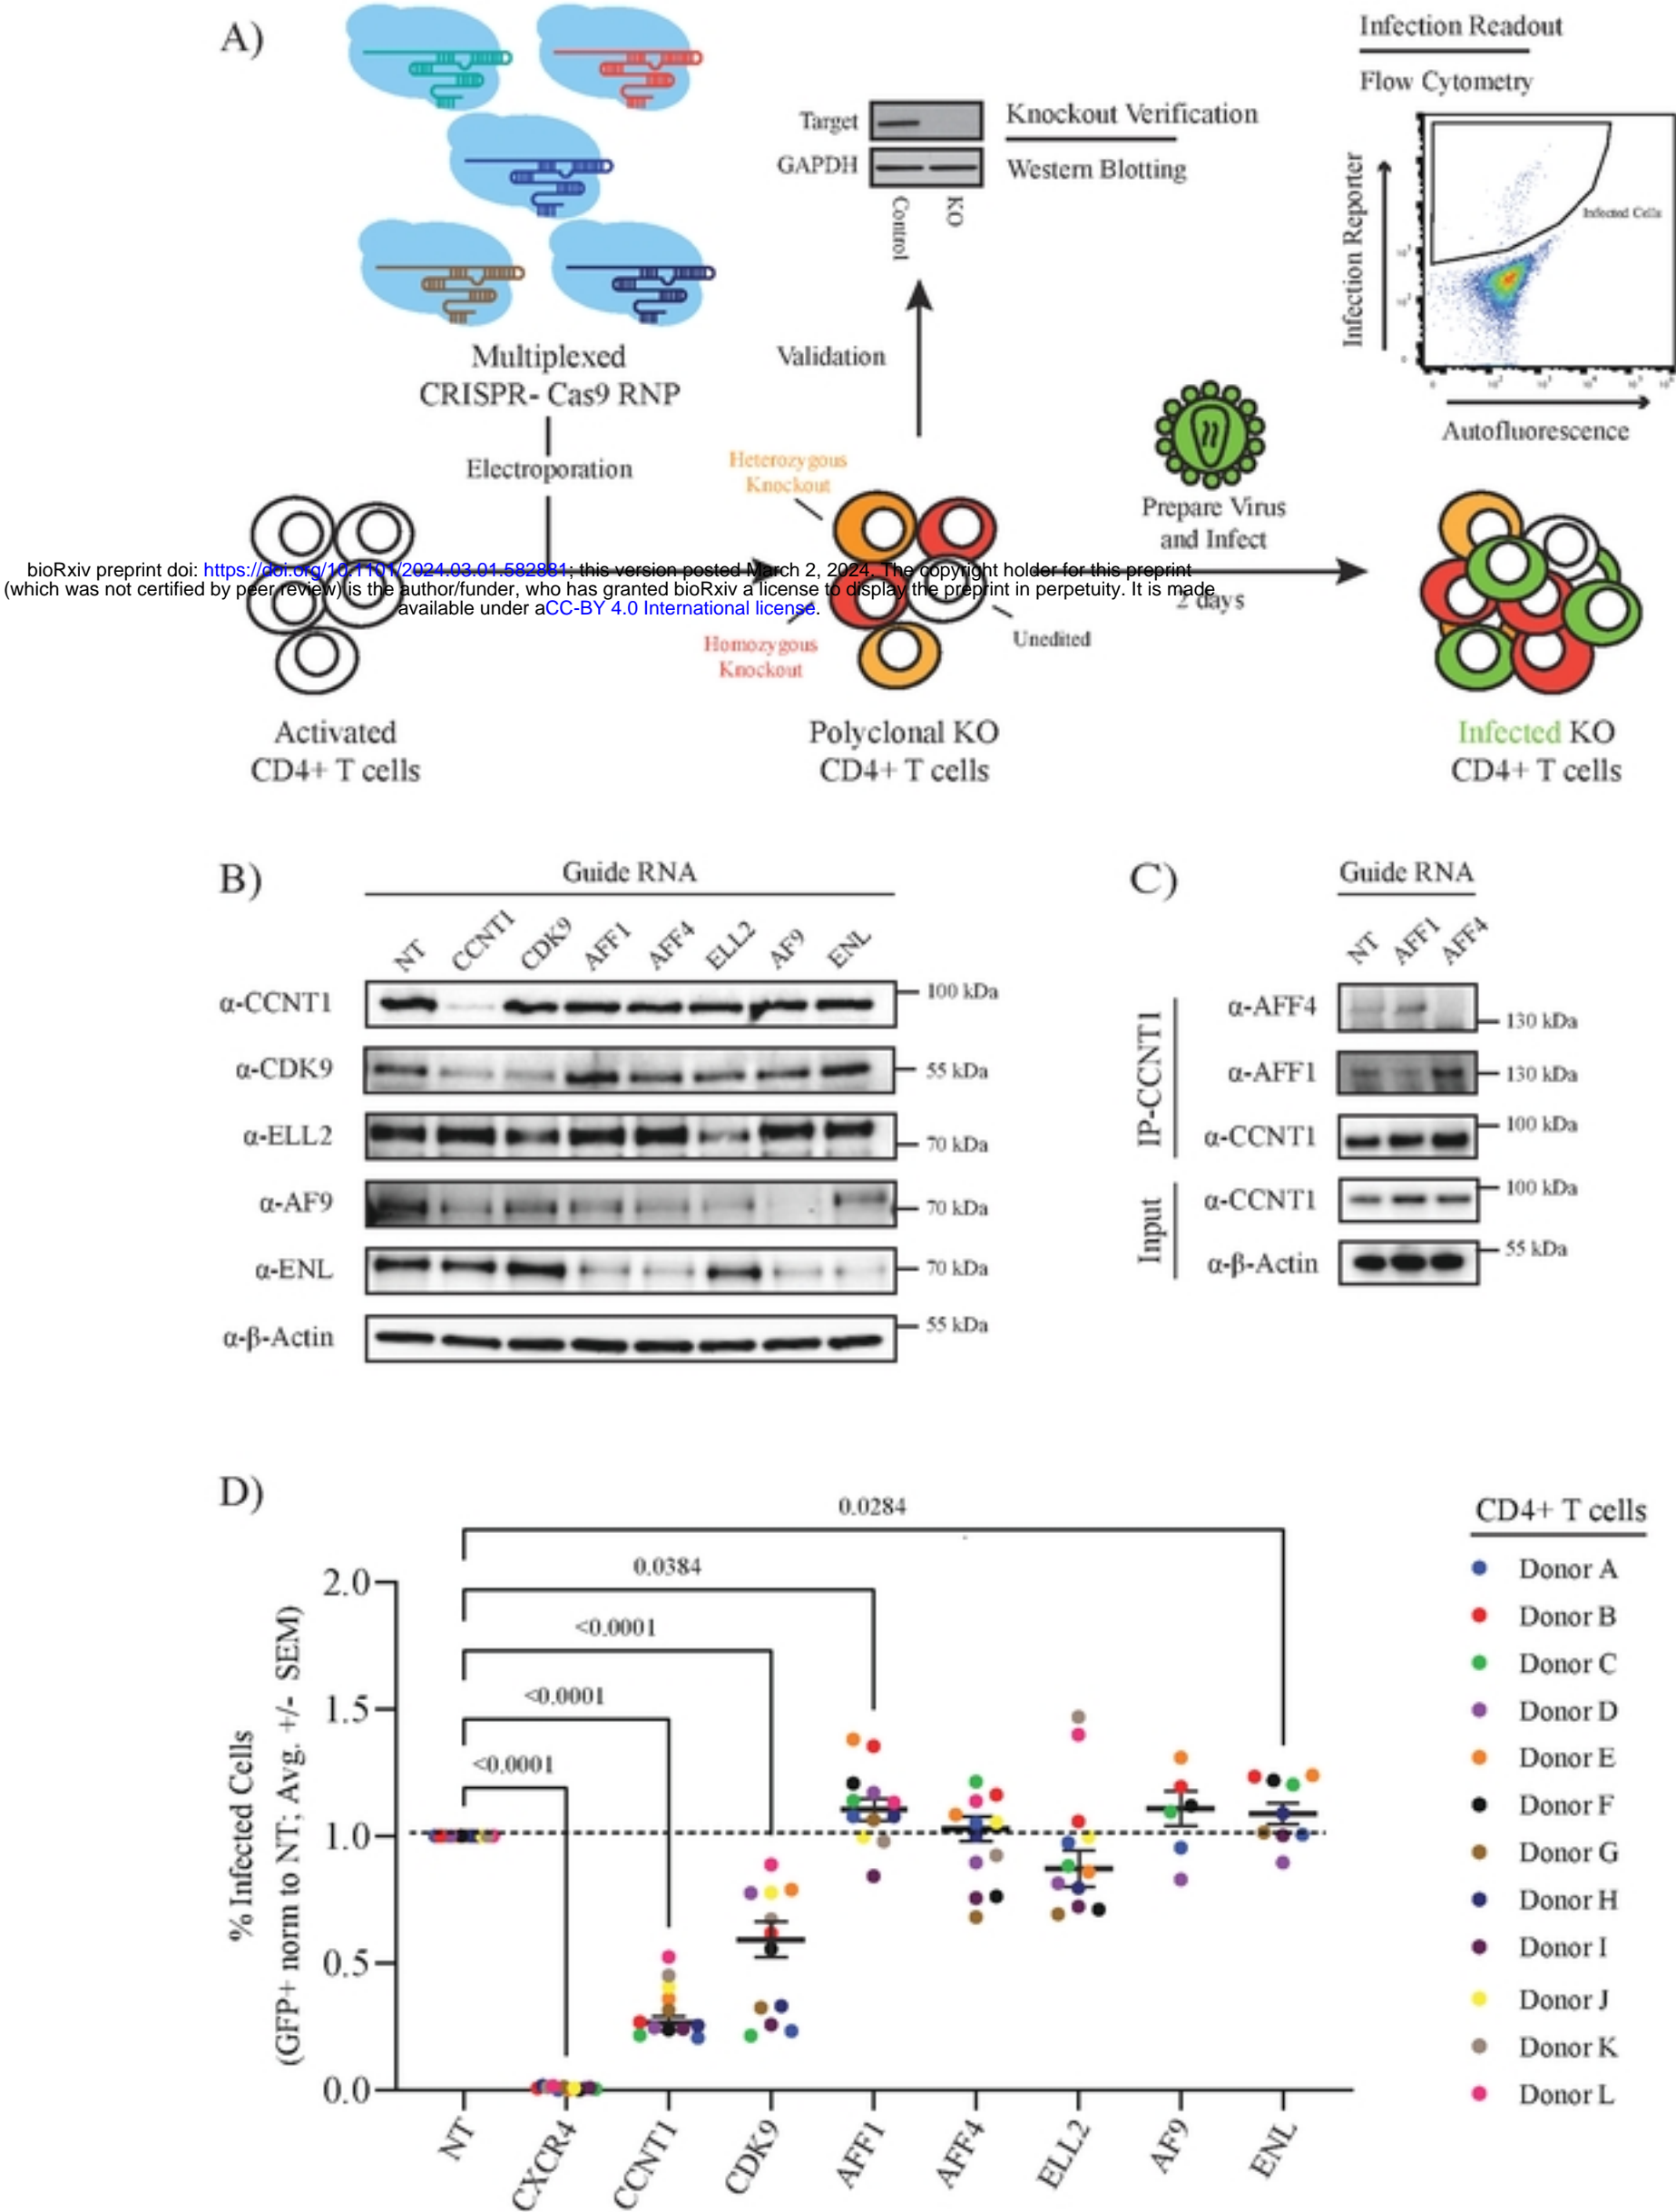 A)
Multiplexed
CRISPR- Cas9 RNP
Electroporation
Target
GAPDH
Control
KO
Knockout Verification
Western Blotting
Validation
Infection Readout
Flow Cytometry
Infection Reporter
Infected Cells
Autofluorescence
Heterozygous
Knockout
Prepare Virus
and Infect
2 days
bioRxiv preprint doi: https://doi.org/10.1101/2024.03.01.582881; this version posted March 2, 2024. The copyright holder for this preprint
(which was not certified by peer review) is the author/funder, who has granted bioRxiv a license to display the preprint in perpetuity. It is made
available under aCC-BY 4.0 International license.
Homozygous
Knockout
Unedited
Activated
CD4+ T cells
Polyclonal KO
CD4+ T cells
Infected KO
CD4+ T cells
B)
Guide RNA
NT CCNT1 CDK9 AFF1 AFF4 ELL2 AF9 ENL
α-CCNT1 100 kDa
α-CDK9 55 kDa
α-ELL2 70 kDa
α-AF9 70 kDa
α-ENL 70 kDa
α-β-Actin 55 kDa
C)
Guide RNA
NT AFF1 AFF4
IP-CCNT1
α-AFF4 130 kDa
α-AFF1 130 kDa
α-CCNT1 100 kDa
Input
α-CCNT1 100 kDa
α-β-Actin 55 kDa
D)
% Infected Cells
(GFP+ norm to NT; Avg. +/- SEM)
0.0284
0.0384
<0.0001
<0.0001
<0.0001
2.0
1.5
1.0
0.5
0.0
NT CXCR4 CCNT1 CDK9 AFF1 AFF4 ELL2 AF9 ENL
CD4+ T cells
Donor A
Donor B
Donor C
Donor D
Donor E
Donor F
Donor G
Donor H
Donor I
Donor J
Donor K
Donor L